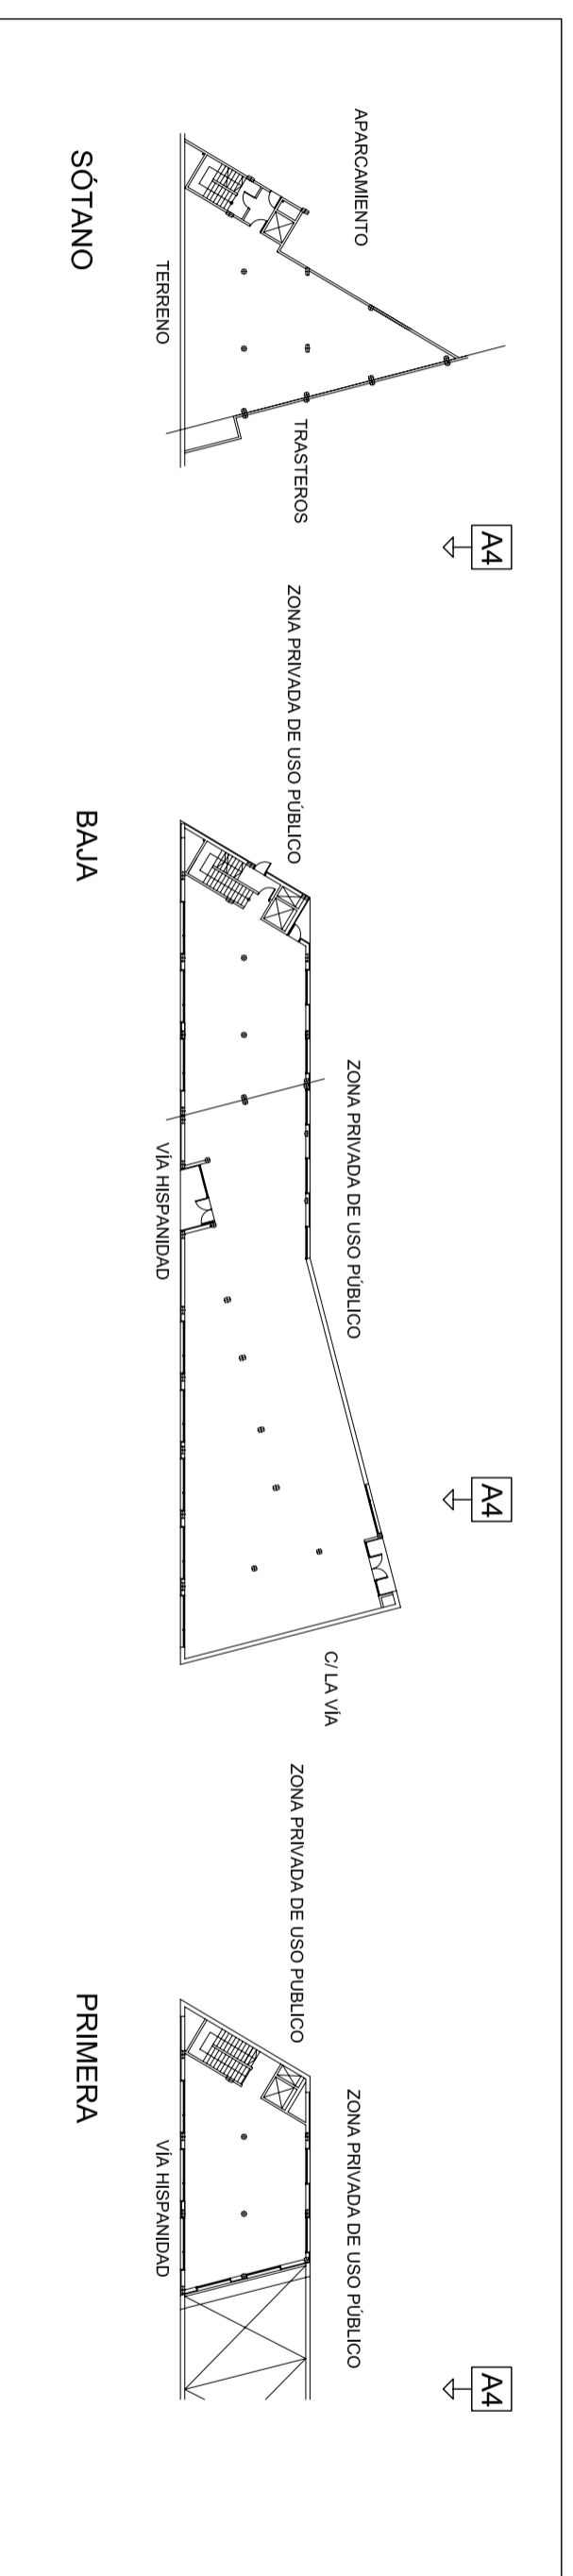 APARCAMIENTO
TERRENO
TRASTEROS
SÓTANO
A4
ZONA PRIVADA DE USO PÚBLICO
ZONA PRIVADA DE USO PÚBLICO
VÍA HISPANIDAD
C/ LA VÍA
BAJA
A4
ZONA PRIVADA DE USO PUBLICO
ZONA PRIVADA DE USO PÚBLICO
VÍA HISPANIDAD
PRIMERA
A4